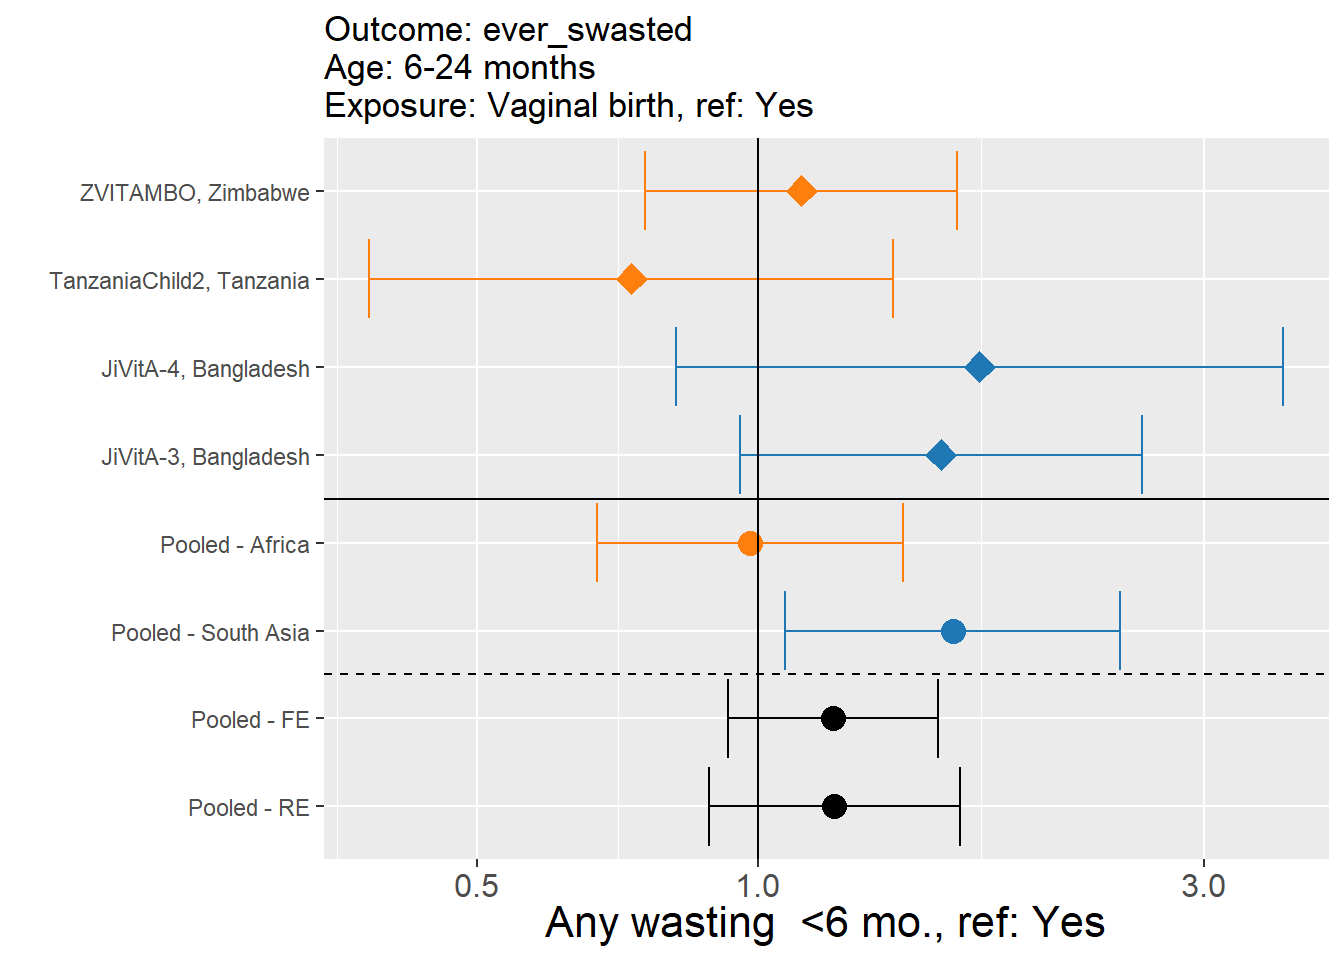 Outcome: ever_swasted
Age: 6-24 months
Exposure: Vaginal birth, ref: Yes
ZVITAMBO, Zimbabwe
TanzaniaChild2, Tanzania
JiVitA-4, Bangladesh
JiVitA-3, Bangladesh
Pooled - Africa
Pooled - South Asia
Pooled - FE
Pooled - RE
0.5 1.0 3.0
Any wasting  <6 mo., ref: Yes